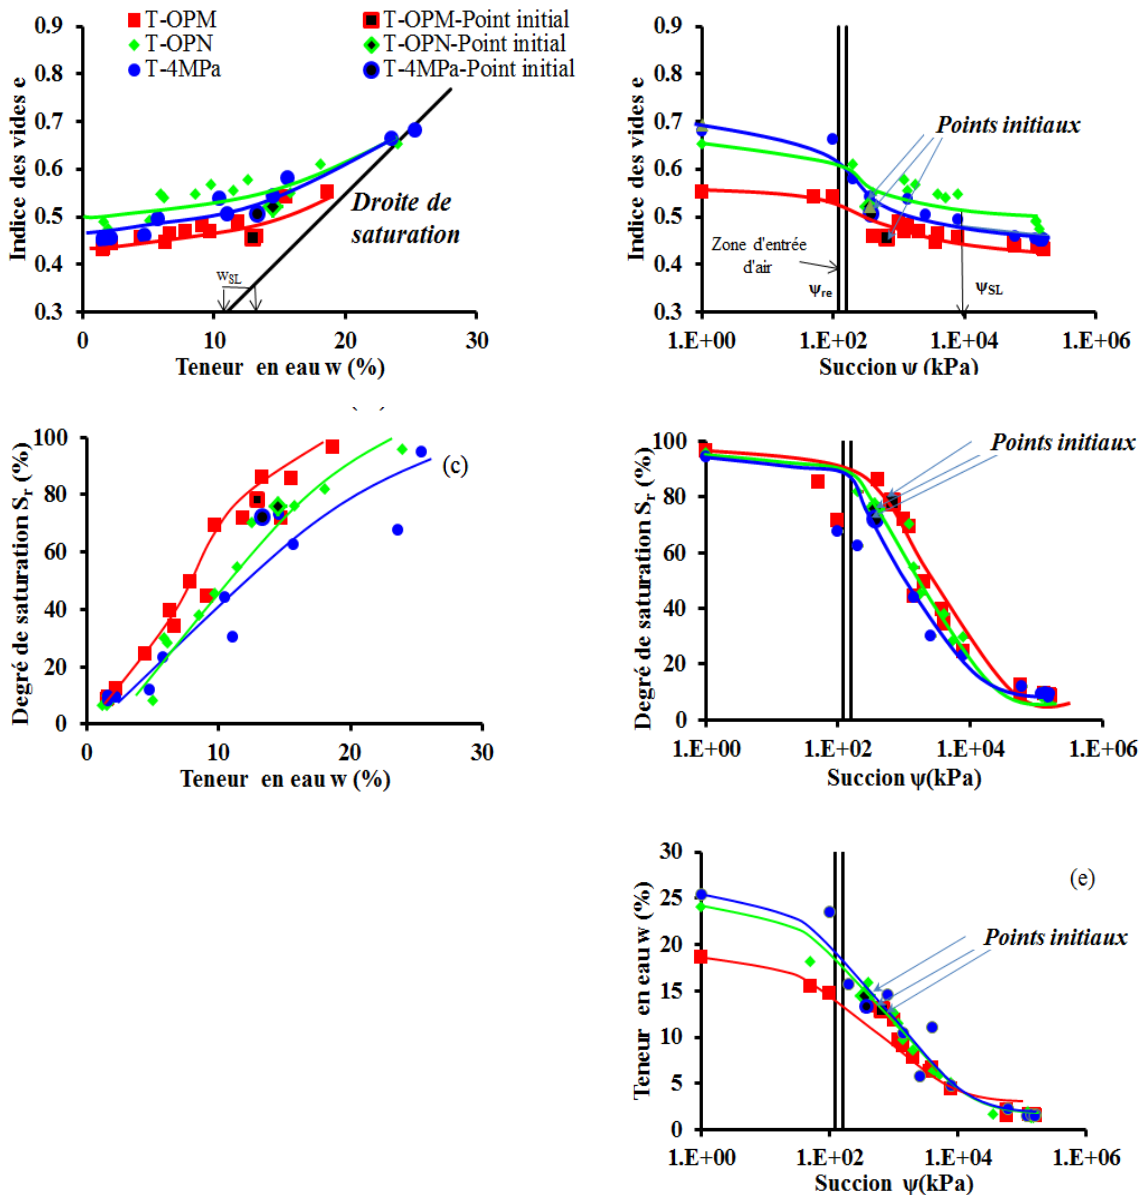 T-OPM
T-OPN
T-4MPa
T-OPM-Point initial
T-OPN-Point initial
T-4MPa-Point initial
Indice des vides e
0.9
0.8
0.7
0.6
0.5
0.4
0.3
Droite de
saturation
wSL
0 10 20 30
Teneur en eau w (%)
Indice des vides e
0.9
0.8
0.7
0.6
0.5
0.4
0.3
Points initiaux
Zone d'entrée
d'air
ψre
ψSL
1.E+00 1.E+02 1.E+04 1.E+06
Succion ψ (kPa)
Degré de saturation Sr (%)
100
80
60
40
20
0
(c)
0 10 20 30
Teneur en eau w (%)
Degré de saturation Sr (%)
100
80
60
40
20
0
Points initiaux
1.E+00 1.E+02 1.E+04 1.E+06
Succion ψ(kPa)
Teneur en eau w (%)
30
25
20
15
10
5
0
(e)
Points initiaux
1.E+00 1.E+02 1.E+04 1.E+06
Succion ψ (kPa)